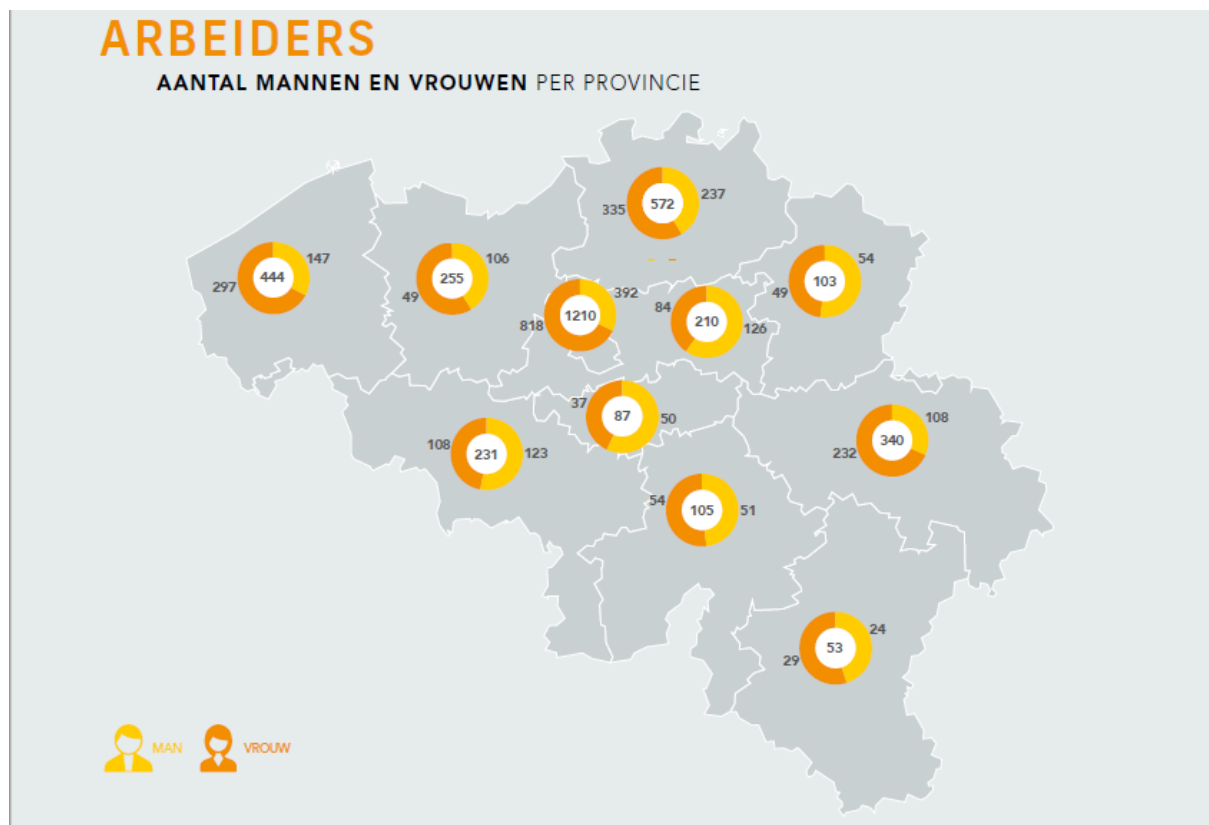 ARBEIDERS
AANTAL MANNEN EN VROUWEN PER PROVINCIE
335 572 237
297 444 147
49 255 106
49 103 54
818 1210 392
84 210 126
37 87 50
108 231 123
232 340 108
54 105 51
29 53 24
MAN VROUW